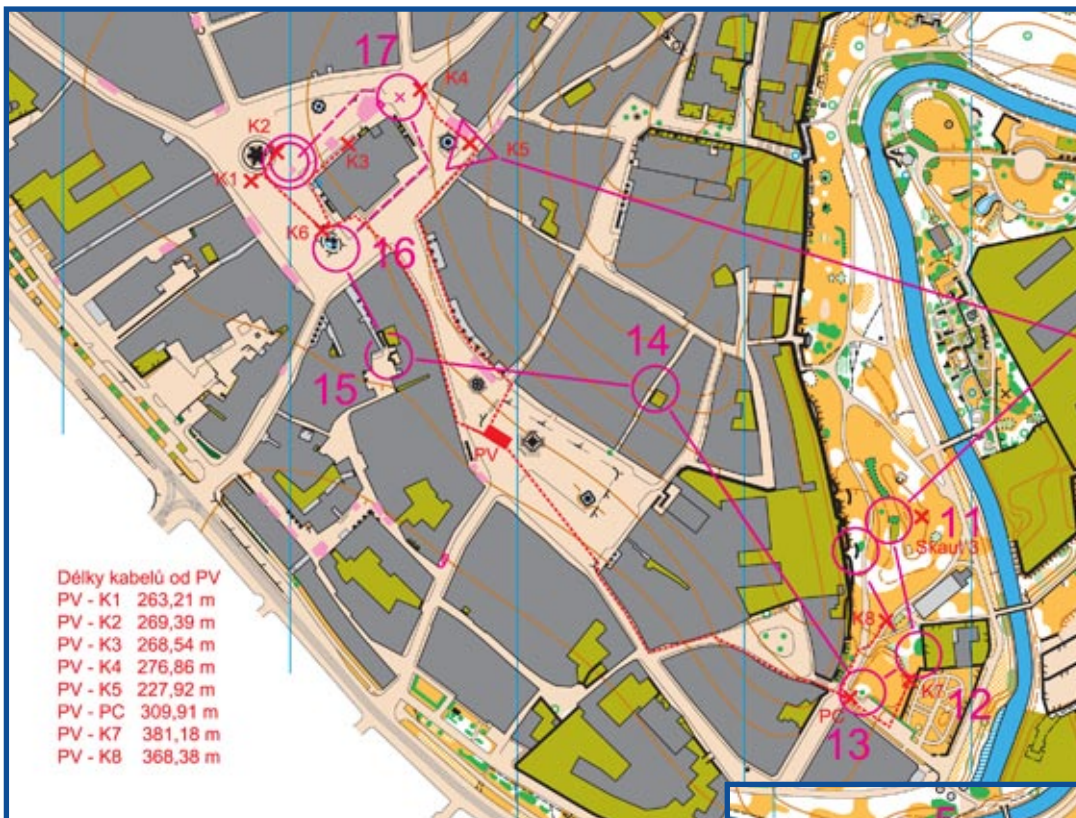 17
K4
K2
K3
K5
K1
K6
16
14
15
PV
11
Skaut 3
K8
K7
12
PC
13
Délky kabelů od PV
PV - K1 263,21 m
PV - K2 269,39 m
PV - K3 268,54 m
PV - K4 276,86 m
PV - K5 227,92 m
PV - PC 309,91 m
PV - K7 381,18 m
PV - K8 368,38 m